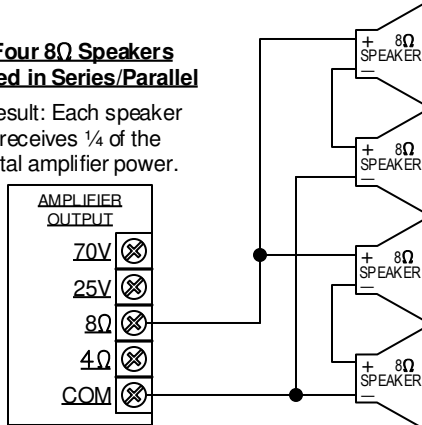 Four 8Ω Speakers
ed in Series/Parallel
esult: Each speaker
receives ¼ of the
tal amplifier power.
AMPLIFIER
OUTPUT
70V
25V
8Ω
4Ω
COM
+ 8Ω
SPEAKER
—
+ 8Ω
SPEAKER
—
+ 8Ω
SPEAKER
—
+ 8Ω
SPEAKER
—